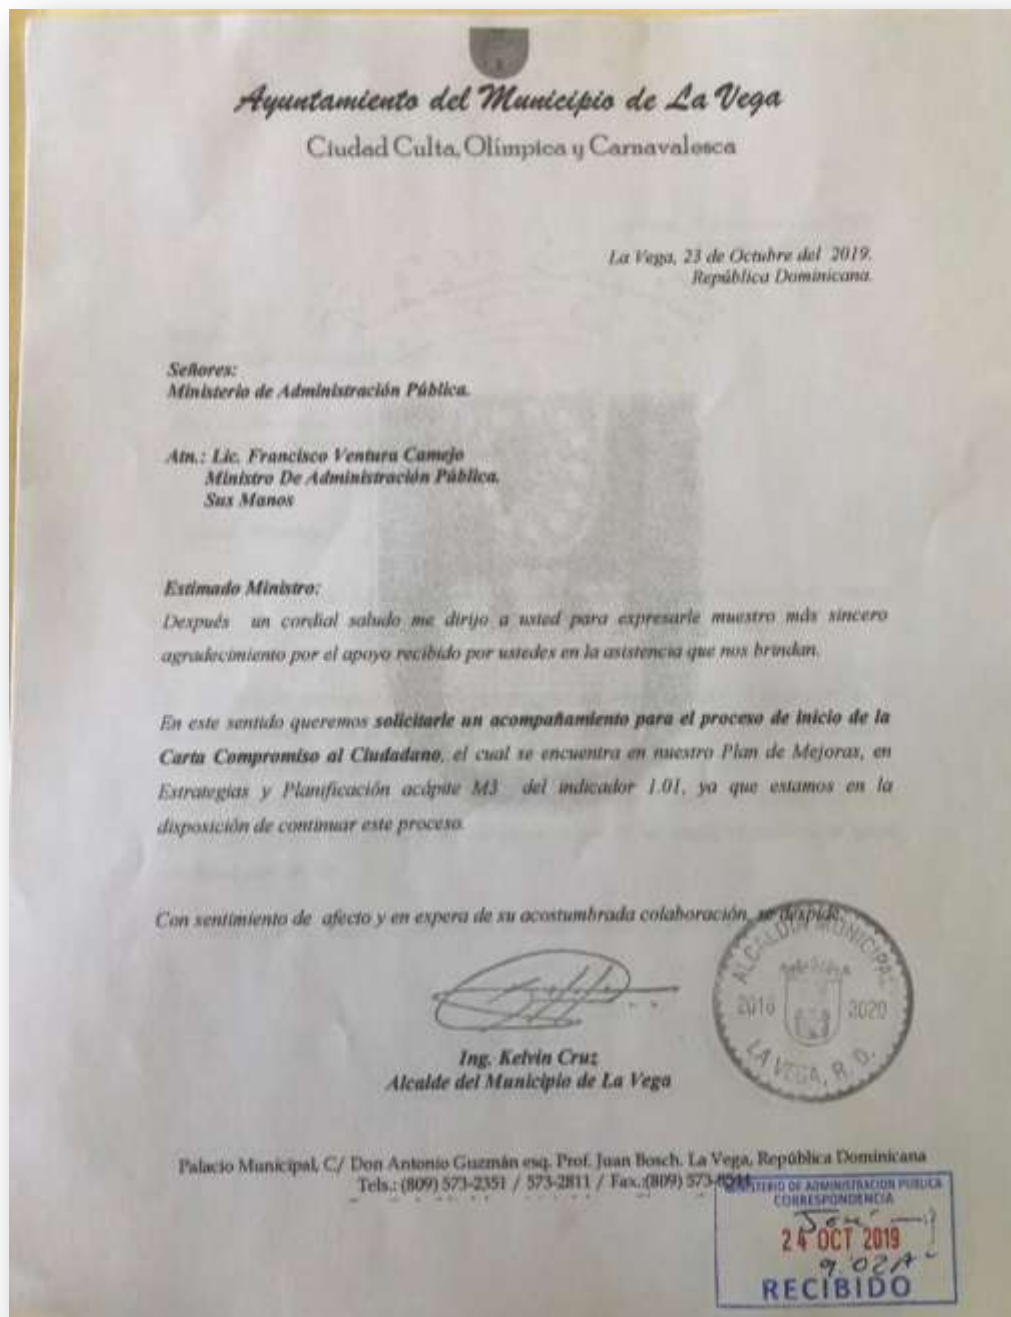 Ayuntamiento del Municipio de La Vega
Ciudad Culta, Olímpica y Carnavalesca
La Vega, 23 de Octubre del 2019.
República Dominicana.
Señores:
Ministerio de Administración Pública.
Atn.: Lic. Francisco Ventura Camejo
Ministro De Administración Pública.
Sus Manos
Estimado Ministro:
Después un cordial saludo me dirijo a usted para expresarle muestro más sincero
agradecimiento por el apoyo recibido por ustedes en la asistencia que nos brindan.
En este sentido queremos solicitarle un acompañamiento para el proceso de inicio de la
Carta Compromiso al Ciudadano, el cual se encuentra en nuestro Plan de Mejoras, en
Estrategias y Planificación acápite M3 del indicador 1.01, ya que estamos en la
disposición de continuar este proceso.
Con sentimiento de afecto y en espera de su acostumbrada colaboración, se despide,
ALCALDÍA MUNICIPAL
2016 2020
LA VEGA, R. D.
Ing. Kelvin Cruz
Alcalde del Municipio de La Vega
Palacio Municipal, C/ Don Antonio Guzmán esq. Prof. Juan Bosch. La Vega, República Dominicana
Tels.: (809) 573-2351 / 573-2811 / Fax.:(809)
MINISTERIO DE ADMINISTRACION PUBLICA
CORRESPONDENCIA
24 OCT 2019
9:02A
RECIBIDO